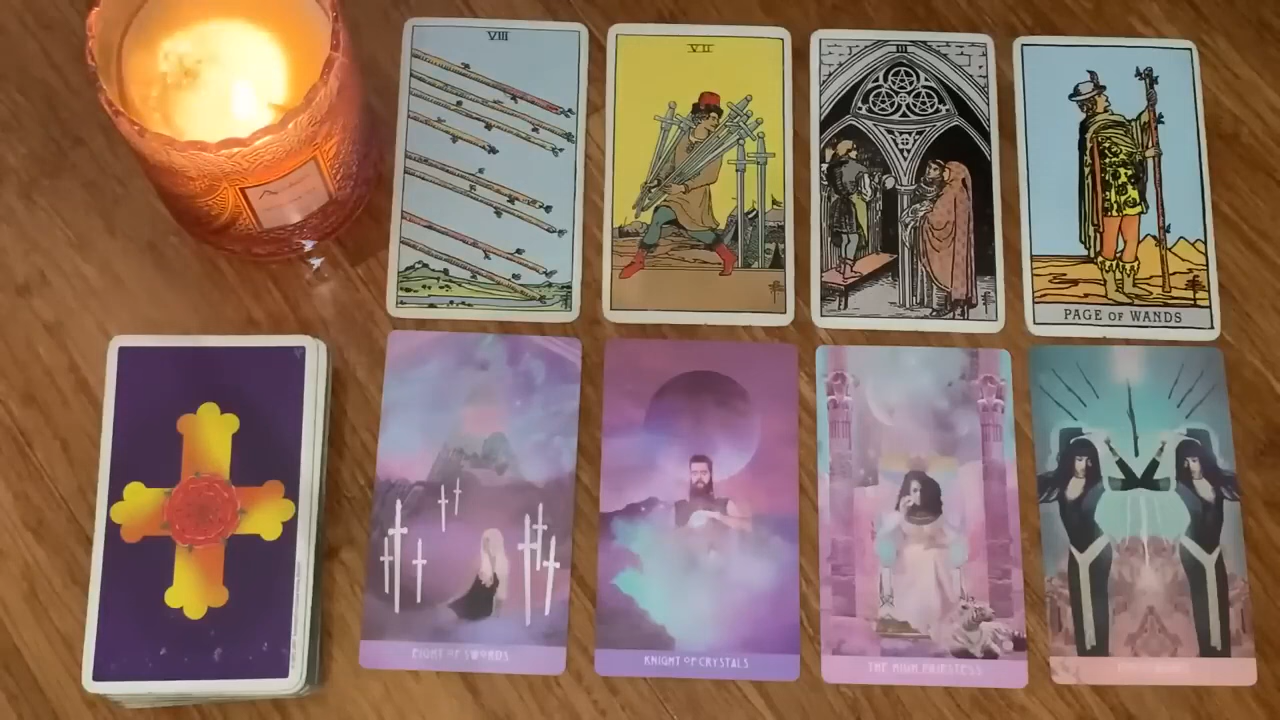 VIII
VII
III
PAGE OF WANDS
EIGHT OF SWORDS
KNIGHT OF CRYSTALS
THE HIGH PRIESTESS